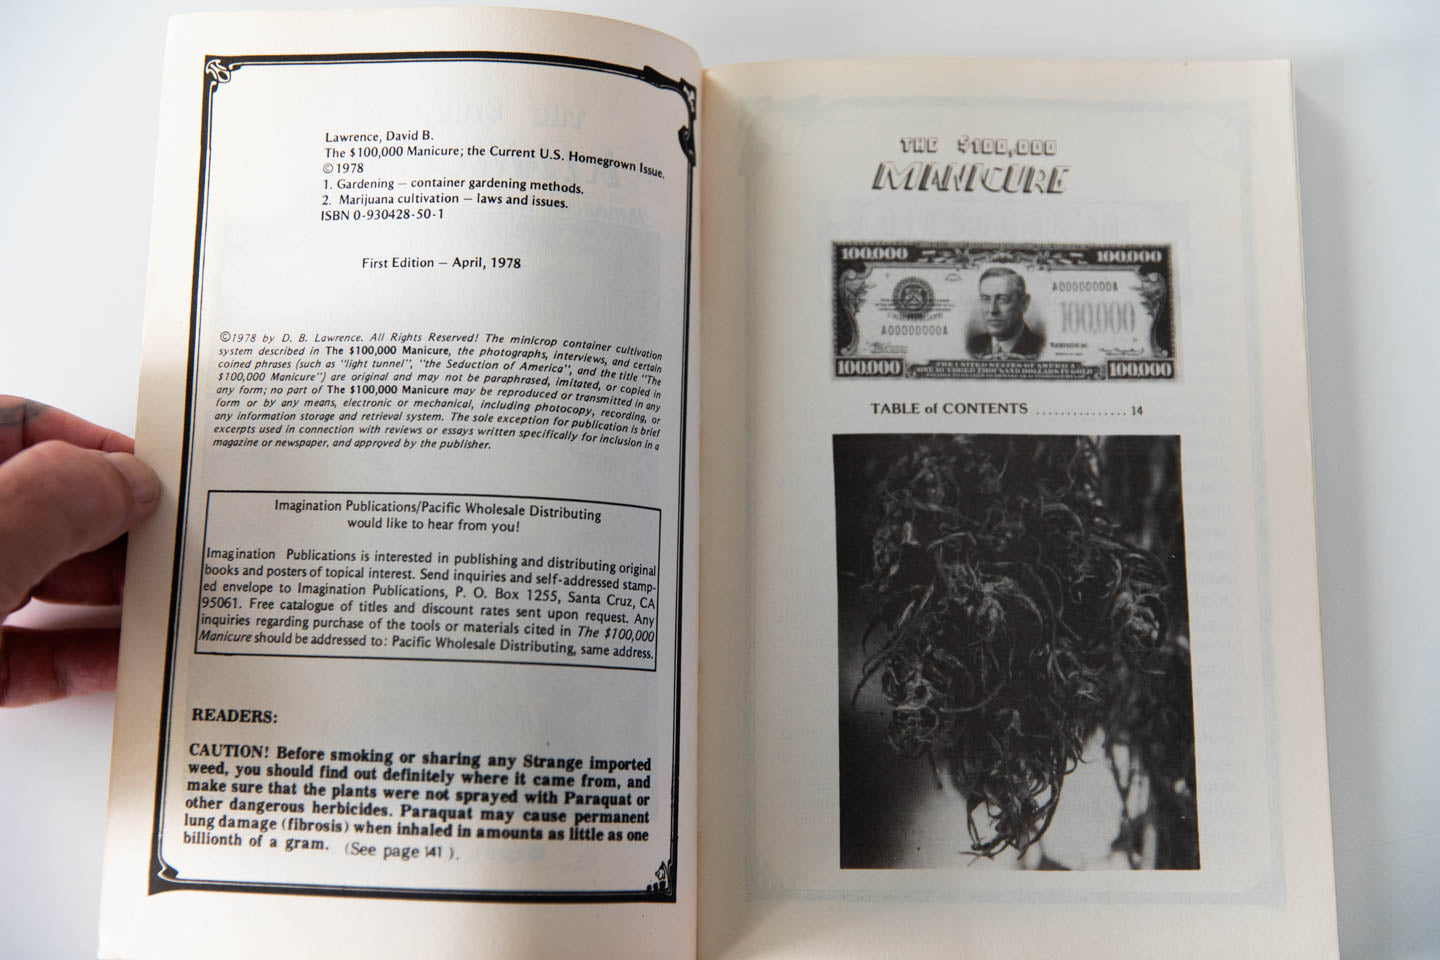 Lawrence, David B.
The $100,000 Manicure; the Current U.S. Homegrown Issue.
©1978
1. Gardening — container gardening methods.
2. Marijuana cultivation — laws and issues.
ISBN 0-930428-50-1
First Edition — April, 1978
©1978 by D. B. Lawrence. All Rights Reserved! The minicrop container cultivation
system described in The $100,000 Manicure, the photographs, interviews, and certain
coined phrases (such as "light tunnel", "the Seduction of America", and the title "The
$100,000 Manicure") are original and may not be paraphrased, imitated, or copied in
any form; no part of The $100,000 Manicure may be reproduced or transmitted in any
form or by any means, electronic or mechanical, including photocopy, recording, or
any information storage and retrieval system. The sole exception for publication is brief
excerpts used in connection with reviews or essays written specifically for inclusion in a
magazine or newspaper, and approved by the publisher.
Imagination Publications/Pacific Wholesale Distributing
would like to hear from you!
Imagination Publications is interested in publishing and distributing original
books and posters of topical interest. Send inquiries and self-addressed stamp-
ed envelope to Imagination Publications, P. O. Box 1255, Santa Cruz, CA
95061. Free catalogue of titles and discount rates sent upon request. Any
inquiries regarding purchase of the tools or materials cited in The $100,000
Manicure should be addressed to: Pacific Wholesale Distributing, same address.
READERS:
CAUTION! Before smoking or sharing any Strange imported
weed, you should find out definitely where it came from, and
make sure that the plants were not sprayed with Paraquat or
other dangerous herbicides. Paraquat may cause permanent
lung damage (fibrosis) when inhaled in amounts as little as one
billionth of a gram. (See page 141 ).
THE $100,000
MANICURE
100,000 100,000
A00000000A
100,000
A00000000A
THE UNITED STATES OF AMERICA
100,000 ONE HUNDRED THOUSAND DOLLARS IN GOLD 100,000
TABLE of CONTENTS ............... 14